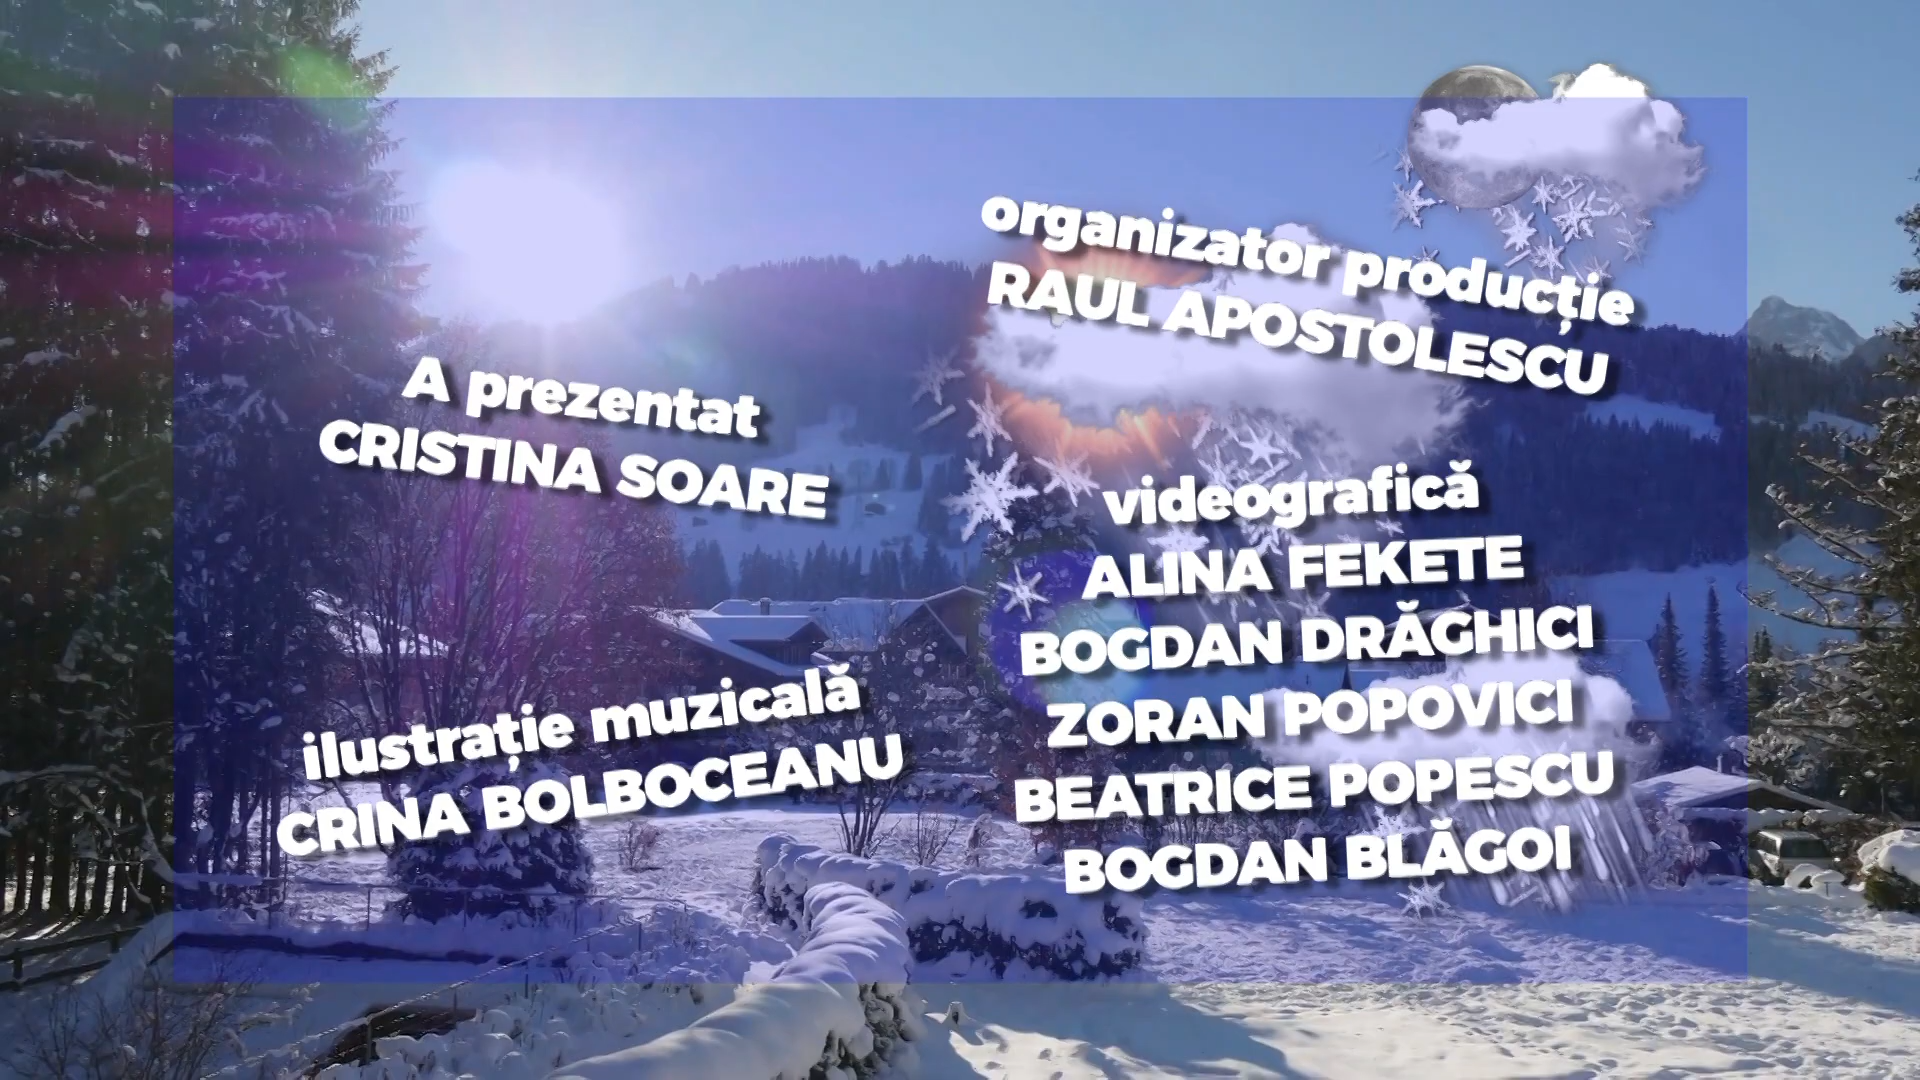 A prezentat
CRISTINA SOARE
ilustrație muzicală
CRINA BOLBOCEANU
organizator producție
RAUL APOSTOLESCU
videografică
ALINA FEKETE
BOGDAN DRĂGHICI
ZORAN POPOVICI
BEATRICE POPESCU
BOGDAN BLĂGOI